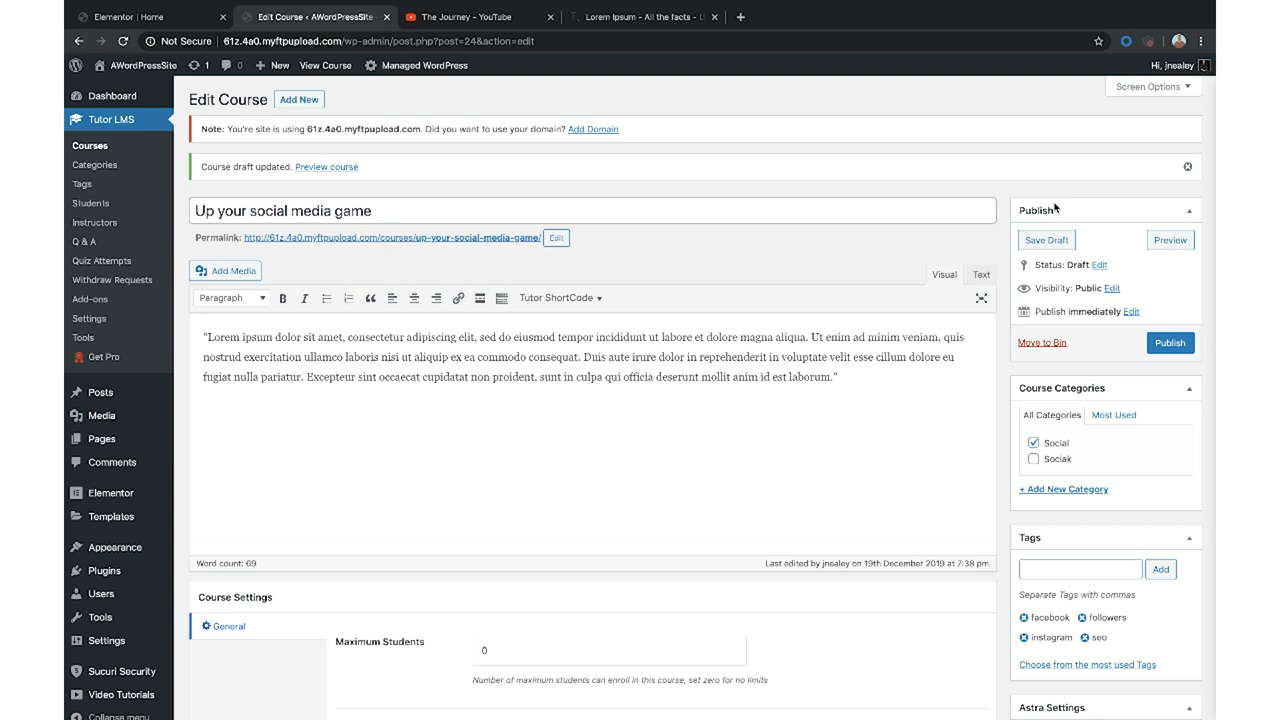 Elementor | Home
Edit Course ‹ AWordPressSite
The Journey - YouTube
Lorem Ipsum - All the facts - L
Not Secure | 61z.4a0.myftpupload.com/wp-admin/post.php?post=24&action=edit
AWordPressSite 1 0 New View Course Managed WordPress Hi, jnealey
Screen Options
Dashboard
Tutor LMS
Courses
Categories
Tags
Students
Instructors
Q & A
Quiz Attempts
Withdraw Requests
Add-ons
Settings
Tools
Get Pro
Posts
Media
Pages
Comments
Elementor
Templates
Appearance
Plugins
Users
Tools
Settings
Sucuri Security
Video Tutorials
Collapse menu
Edit Course Add New
Note: You're site is using 61z.4a0.myftpupload.com. Did you want to use your domain? Add Domain
Course draft updated. Preview course
Up your social media game
Permalink: http://61z.4a0.myftpupload.com/courses/up-your-social-media-game/ Edit
Add Media
Visual Text
Paragraph B I Tutor ShortCode
"Lorem ipsum dolor sit amet, consectetur adipiscing elit, sed do eiusmod tempor incididunt ut labore et dolore magna aliqua. Ut enim ad minim veniam, quis
nostrud exercitation ullamco laboris nisi ut aliquip ex ea commodo consequat. Duis aute irure dolor in reprehenderit in voluptate velit esse cillum dolore eu
fugiat nulla pariatur. Excepteur sint occaecat cupidatat non proident, sunt in culpa qui officia deserunt mollit anim id est laborum."
Word count: 69 Last edited by jnealey on 19th December 2019 at 7:38 pm
Course Settings
General
Maximum Students
0
Number of maximum students can enroll in this course, set zero for no limits
Publish
Save Draft Preview
Status: Draft Edit
Visibility: Public Edit
Publish immediately Edit
Move to Bin Publish
Course Categories
All Categories Most Used
Social
Sociak
+ Add New Category
Tags
Add
Separate Tags with commas
facebook followers
instagram seo
Choose from the most used Tags
Astra Settings